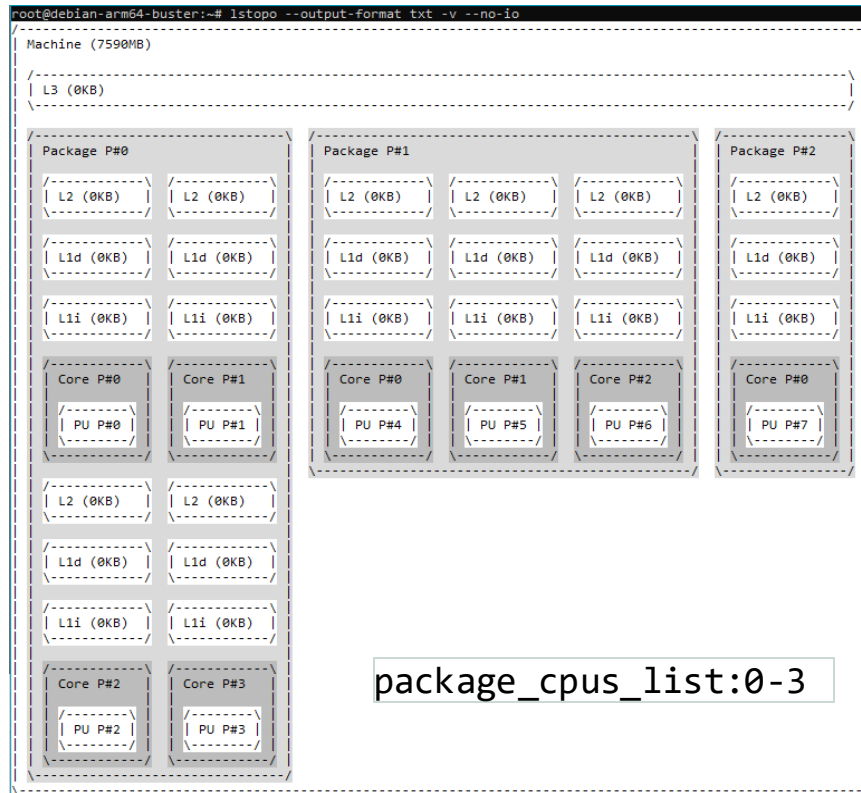 root@debian-arm64-buster:~# lstopo --output-format txt -v --no-io
Machine (7590MB)
L3 (0KB)
Package P#0 Package P#1 Package P#2
L2 (0KB) L2 (0KB) L2 (0KB) L2 (0KB) L2 (0KB) L2 (0KB)
L1d (0KB) L1d (0KB) L1d (0KB) L1d (0KB) L1d (0KB) L1d (0KB)
L1i (0KB) L1i (0KB) L1i (0KB) L1i (0KB) L1i (0KB) L1i (0KB)
Core P#0 Core P#1 Core P#0 Core P#1 Core P#2 Core P#0
PU P#0 PU P#1 PU P#4 PU P#5 PU P#6 PU P#7
L2 (0KB) L2 (0KB)
L1d (0KB) L1d (0KB)
L1i (0KB) L1i (0KB)
Core P#2 Core P#3
package_cpus_list:0-3
PU P#2 PU P#3